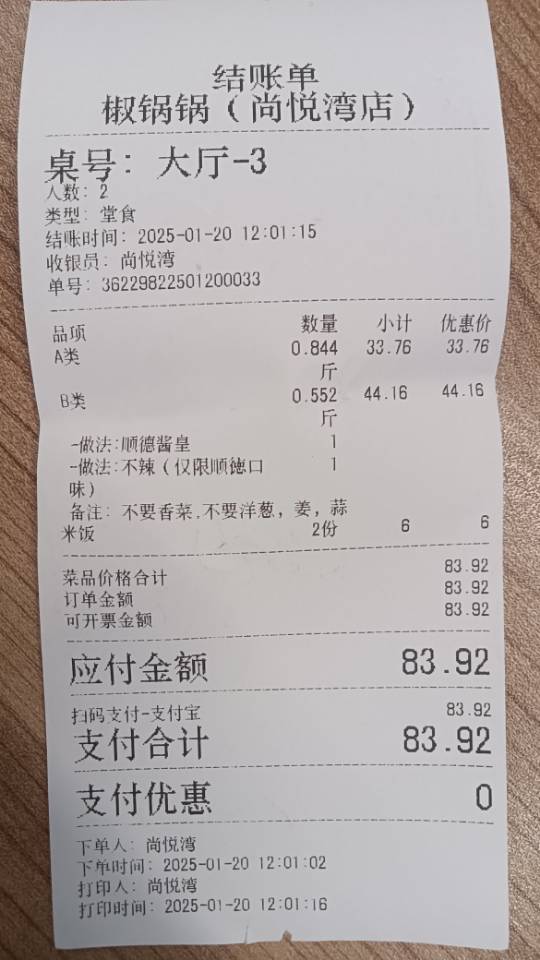 结账单
椒锅锅（尚悦湾店）
桌号: 大厅-3
人数: 2
类型: 堂食
结账时间: 2025-01-20 12:01:15
收银员: 尚悦湾
单号: 36229822501200033
品项 数量 小计 优惠价
A类 0.844 33.76 33.76
斤
B类 0.552 44.16 44.16
斤
-做法:顺德酱皇 1
-做法:不辣（仅限顺德口 1
味）
备注: 不要香菜,不要洋葱, 姜, 蒜
米饭 2份 6 6
菜品价格合计 83.92
订单金额 83.92
可开票金额 83.92
应付金额 83.92
扫码支付-支付宝 83.92
支付合计 83.92
支付优惠 0
下单人: 尚悦湾
下单时间: 2025-01-20 12:01:02
打印人: 尚悦湾
打印时间: 2025-01-20 12:01:16